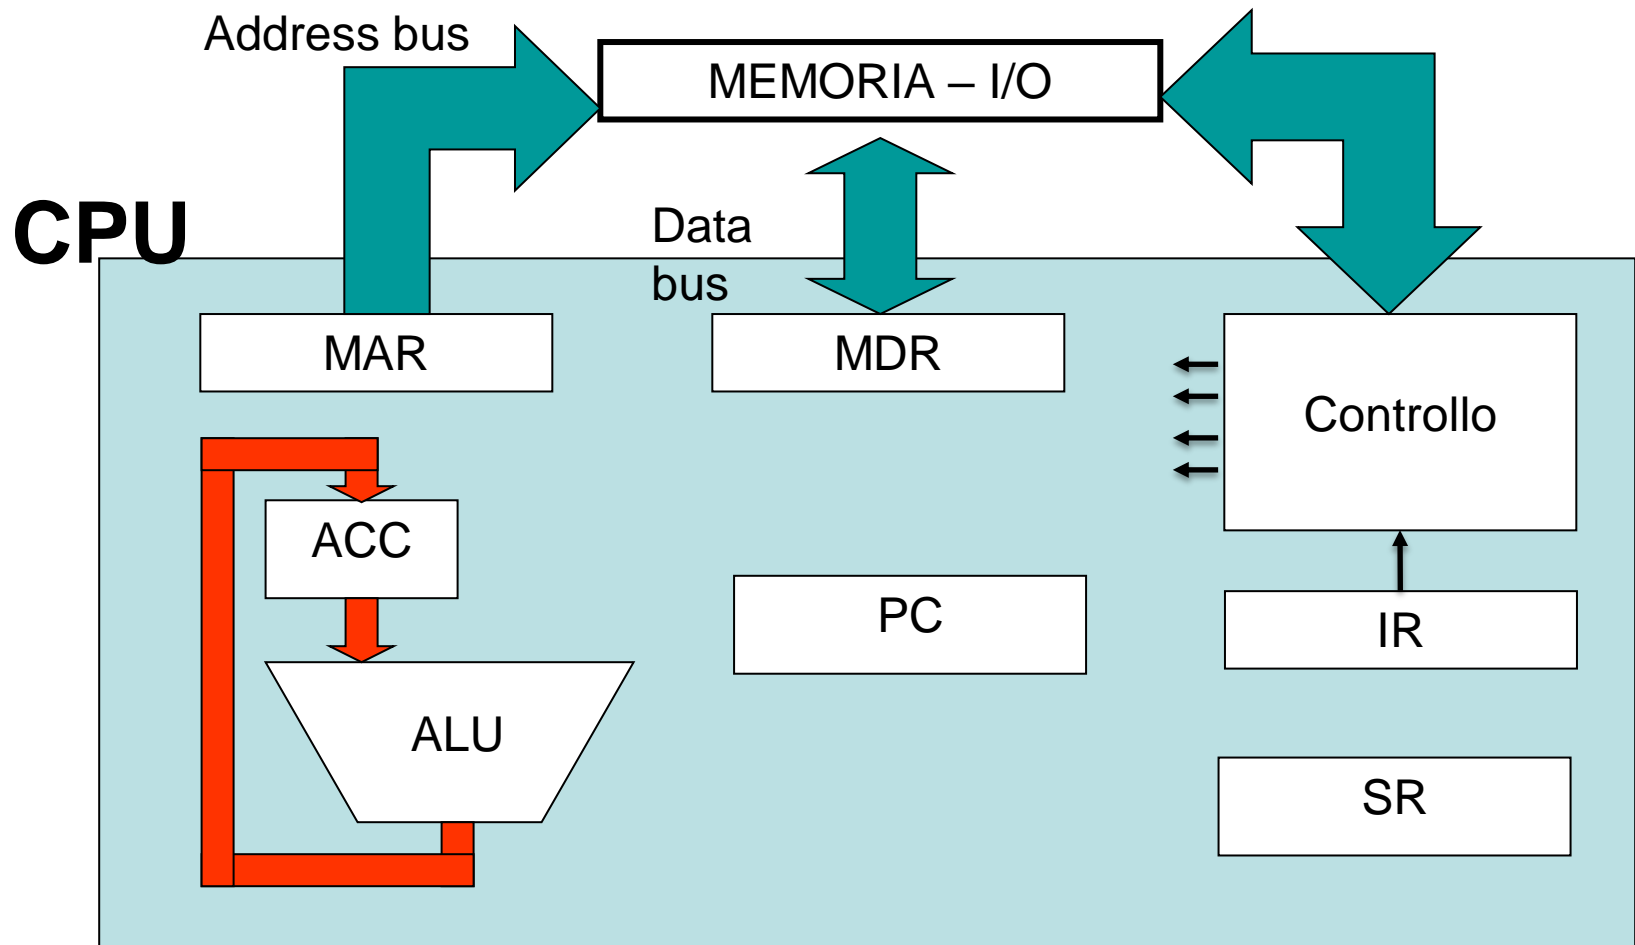 Address bus
MEMORIA – I/O
CPU
Data
bus
MAR
MDR
Controllo
ACC
PC
IR
ALU
SR